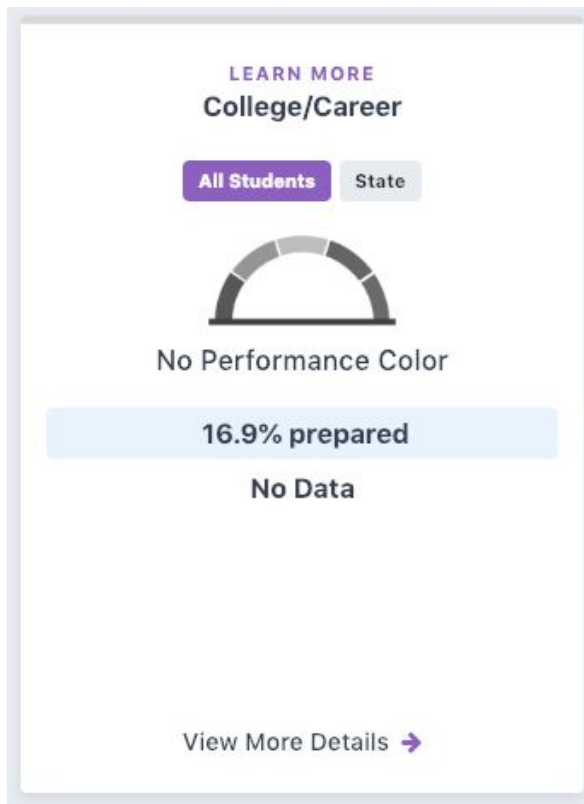 LEARN MORE
College/Career
All Students State
No Performance Color
16.9% prepared
No Data
View More Details